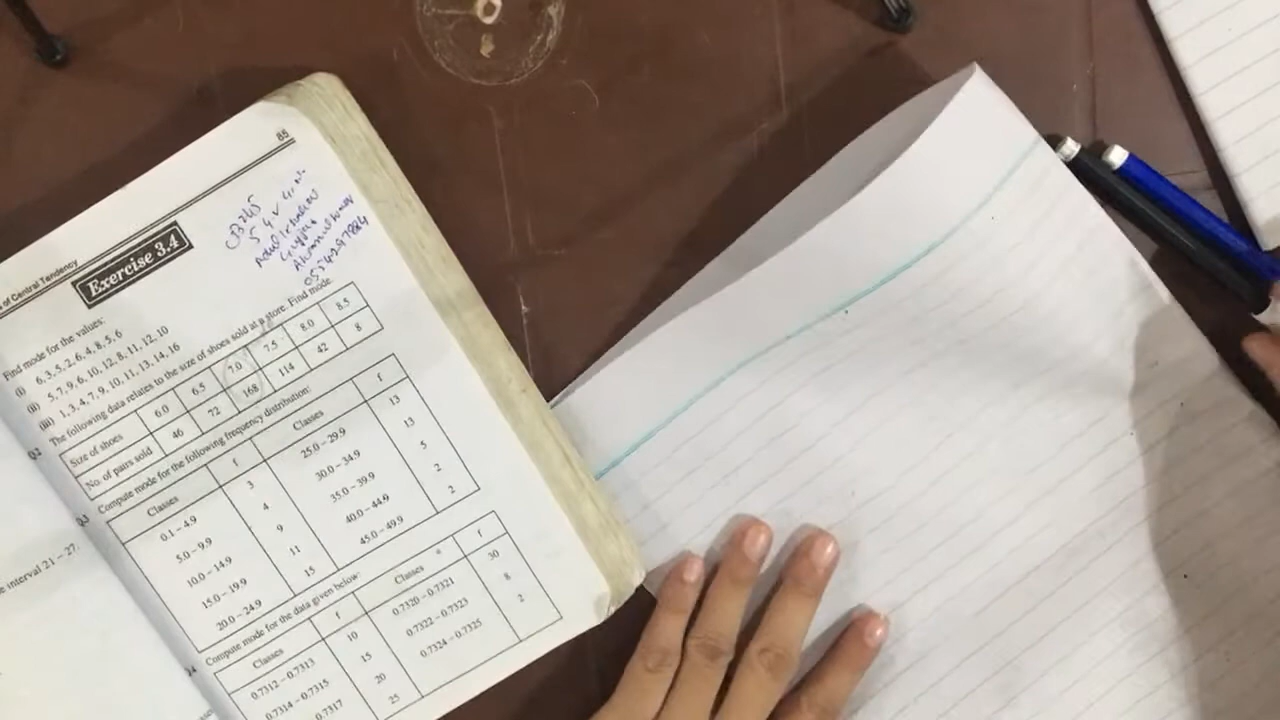 85
of Central Tendency
Exercise 3.4
Find mode for the values:
(i) 6, 3, 5, 2, 6, 4, 8, 5, 6
(ii) 5, 7, 9, 6, 10, 12, 8, 11, 12, 10
(iii) 1, 3, 4, 7, 9, 10, 11, 13, 14, 16
Q.2 The following data relates to the size of shoes sold at a store. Find mode.
Size of shoes 6.0 6.5 7.0 7.5 8.0 8.5
No. of pairs sold 46 72 168 114 42 8
Q.3 Compute mode for the following frequency distribution:
Classes f Classes f
0.1 – 4.9 3 25.0 – 29.9 13
5.0 – 9.9 4 30.0 – 34.9 13
10.0 – 14.9 9 35.0 – 39.9 5
15.0 – 19.9 11 40.0 – 44.9 2
20.0 – 24.9 15 45.0 – 49.9 2
Compute mode for the data given below:
Classes f Classes f
0.7312 – 0.7313 10 0.7320 – 0.7321 30
0.7314 – 0.7315 15 0.7322 – 0.7323 8
0.7317 20 0.7324 – 0.7325 2
25
interval 21 – 27.